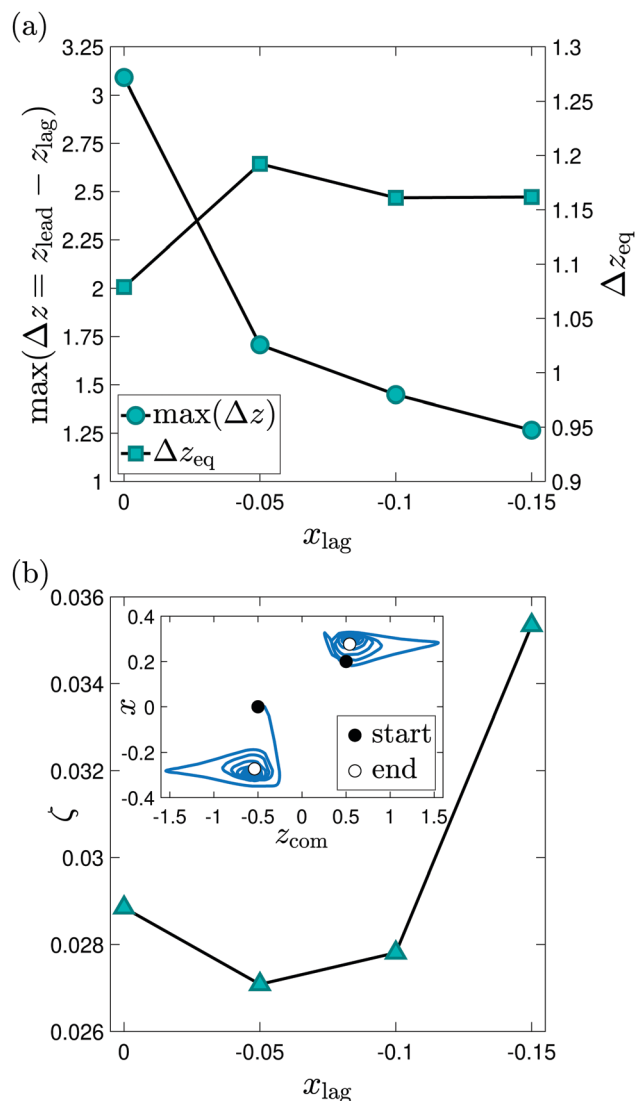 (a)
max(Δz = z_lead − z_lag)
3.25
3
2.75
2.5
2.25
2
1.75
1.5
1.25
1
1.3
1.25
1.2
1.15
1.1
1.05
1
0.95
0.9
Δz_eq
max(Δz)
Δz_eq
0 -0.05 -0.1 -0.15
x_lag
(b)
ζ
0.036
0.034
0.032
0.03
0.028
0.026
x
0.4
0.2
0
-0.2
-0.4
start
end
-1.5 -1 -0.5 0 0.5 1 1.5
z_com
0 -0.05 -0.1 -0.15
x_lag